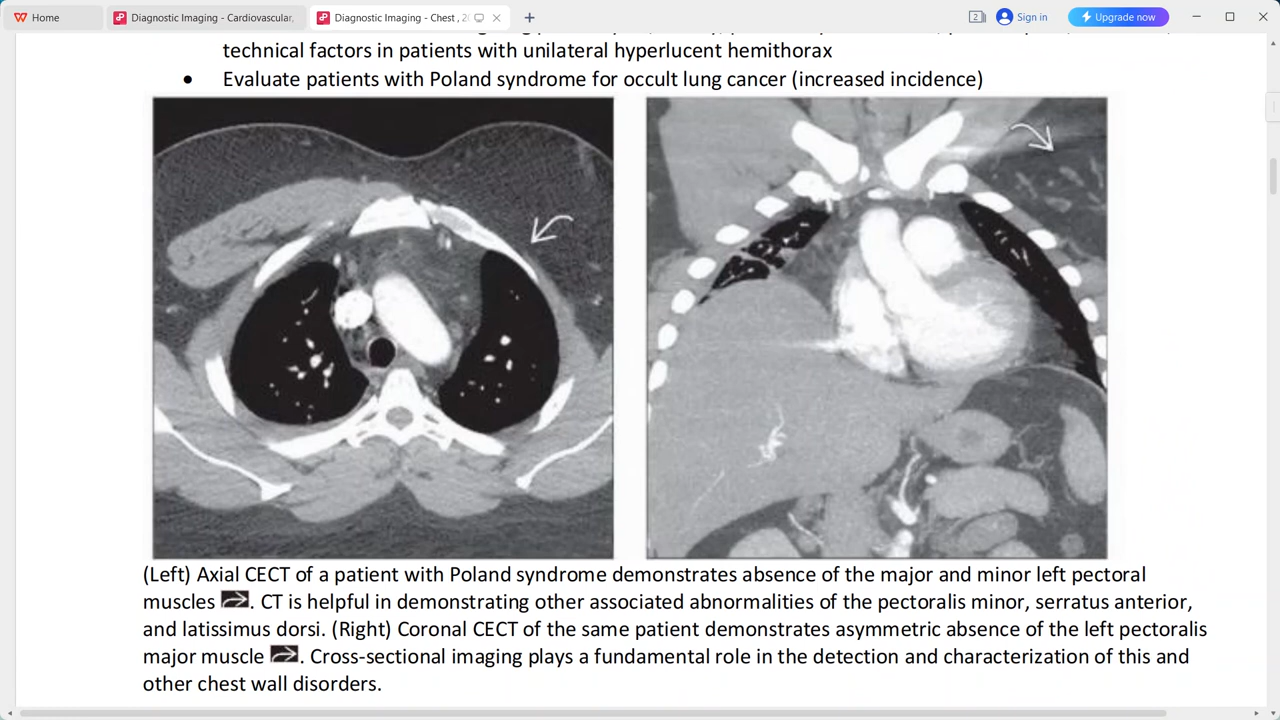 Home
Diagnostic Imaging - Cardiovascular,
Diagnostic Imaging - Chest , 20
2
Sign in
Upgrade now
technical factors in patients with unilateral hyperlucent hemithorax
• Evaluate patients with Poland syndrome for occult lung cancer (increased incidence)
(Left) Axial CECT of a patient with Poland syndrome demonstrates absence of the major and minor left pectoral
muscles . CT is helpful in demonstrating other associated abnormalities of the pectoralis minor, serratus anterior,
and latissimus dorsi. (Right) Coronal CECT of the same patient demonstrates asymmetric absence of the left pectoralis
major muscle . Cross-sectional imaging plays a fundamental role in the detection and characterization of this and
other chest wall disorders.